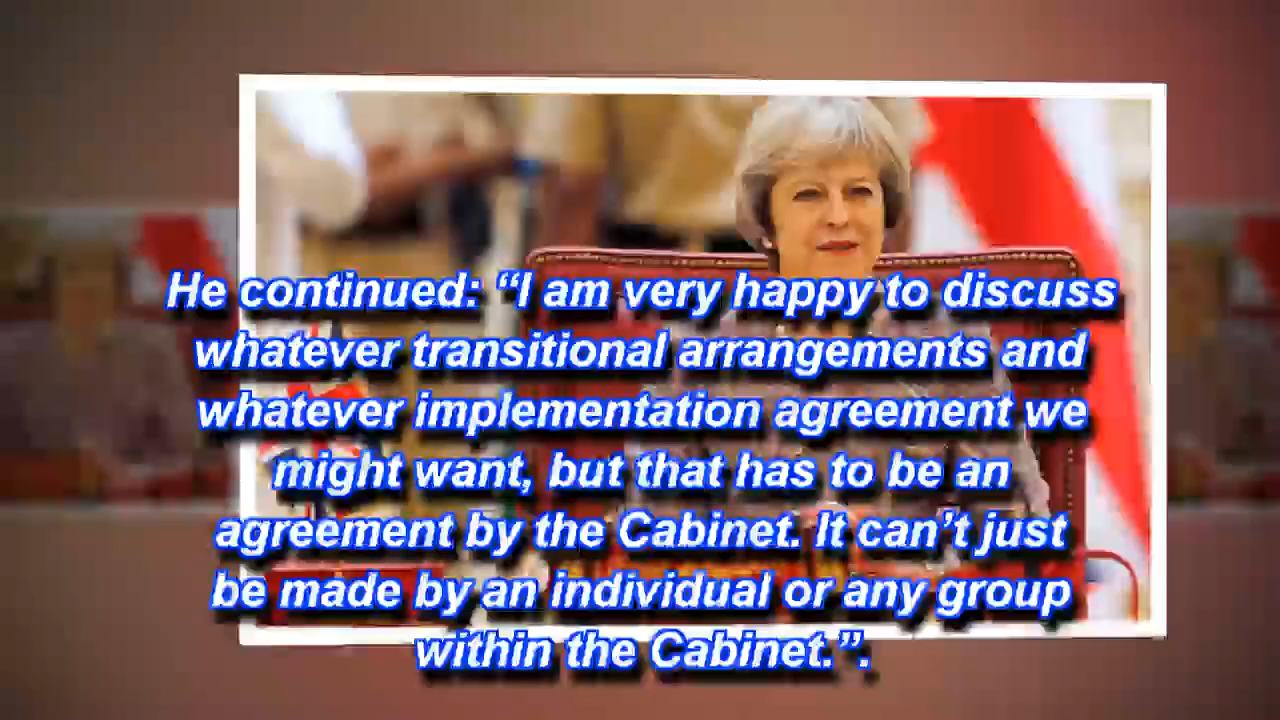 He continued: “I am very happy to discuss
whatever transitional arrangements and
whatever implementation agreement we
might want, but that has to be an
agreement by the Cabinet. It can’t just
be made by an individual or any group
within the Cabinet.”.